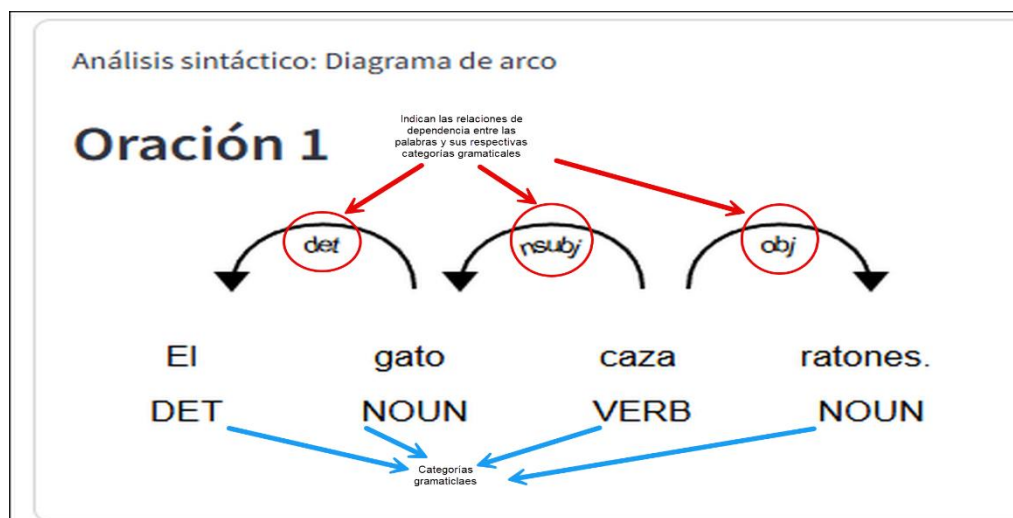 Análisis sintáctico: Diagrama de arco
Oración 1
Indican las relaciones de
dependencia entre las
palabras y sus respectivas
categorías gramaticales
det nsubj obj
El gato caza ratones.
DET NOUN VERB NOUN
Categorías
gramaticlaes